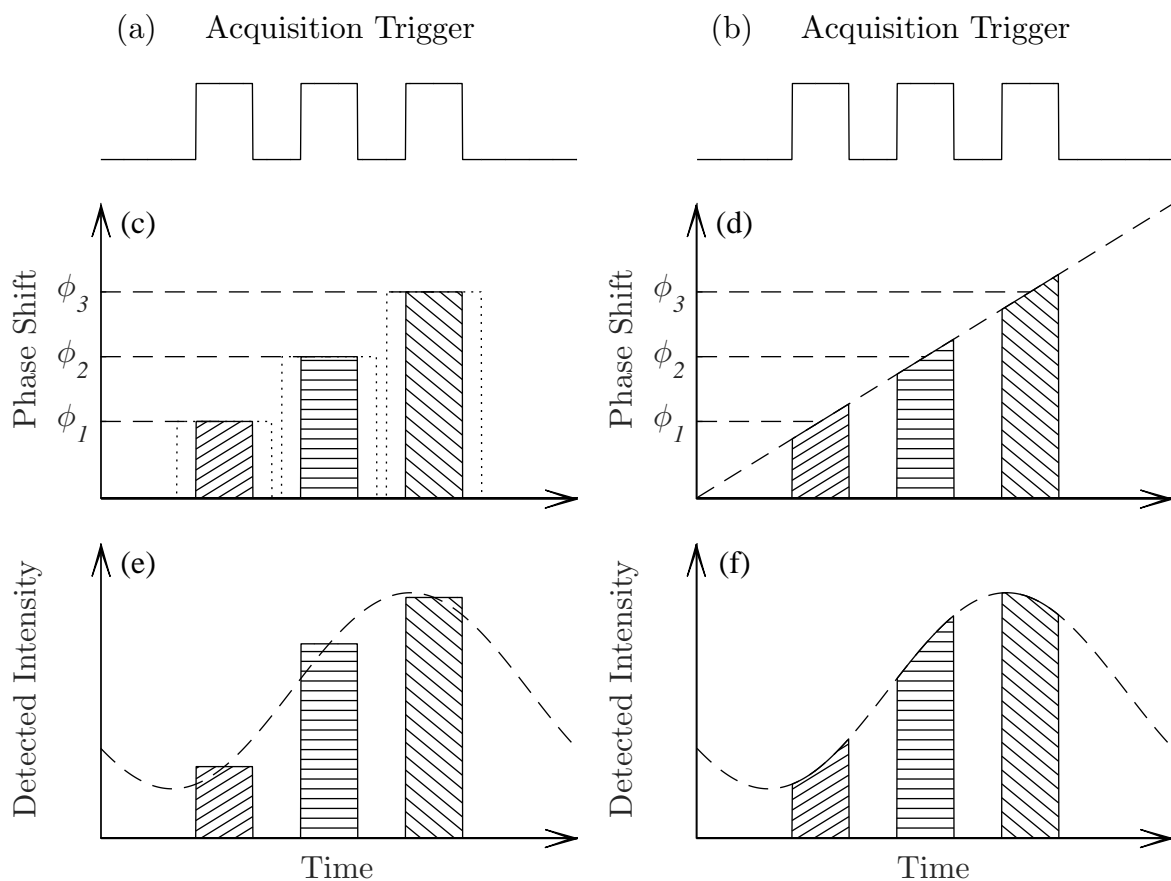 (a) Acquisition Trigger
(b) Acquisition Trigger
(c)
Phase Shift
ϕ3
ϕ2
ϕ1
(d)
Phase Shift
ϕ3
ϕ2
ϕ1
(e)
Detected Intensity
Time
(f)
Detected Intensity
Time